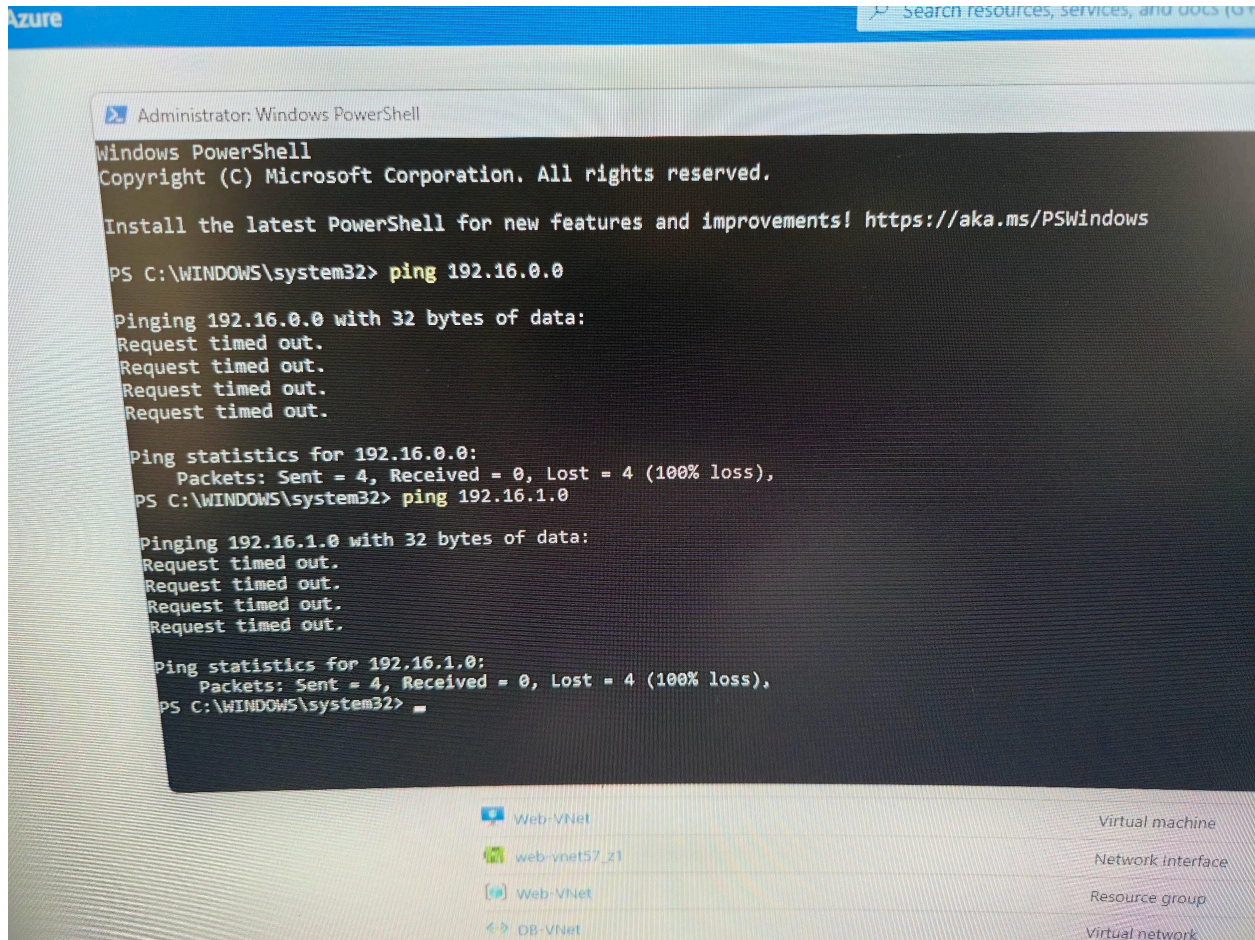 Azure
Search resources, services, and docs (G+
Administrator: Windows PowerShell
Windows PowerShell
Copyright (C) Microsoft Corporation. All rights reserved.
Install the latest PowerShell for new features and improvements! https://aka.ms/PSWindows
PS C:\WINDOWS\system32> ping 192.16.0.0
Pinging 192.16.0.0 with 32 bytes of data:
Request timed out.
Request timed out.
Request timed out.
Request timed out.
Ping statistics for 192.16.0.0:
Packets: Sent = 4, Received = 0, Lost = 4 (100% loss),
PS C:\WINDOWS\system32> ping 192.16.1.0
Pinging 192.16.1.0 with 32 bytes of data:
Request timed out.
Request timed out.
Request timed out.
Request timed out.
Ping statistics for 192.16.1.0:
Packets: Sent = 4, Received = 0, Lost = 4 (100% loss),
PS C:\WINDOWS\system32>
Web-VNet Virtual machine
web-vnet57_z1 Network Interface
Web-VNet Resource group
DB-VNet Virtual network